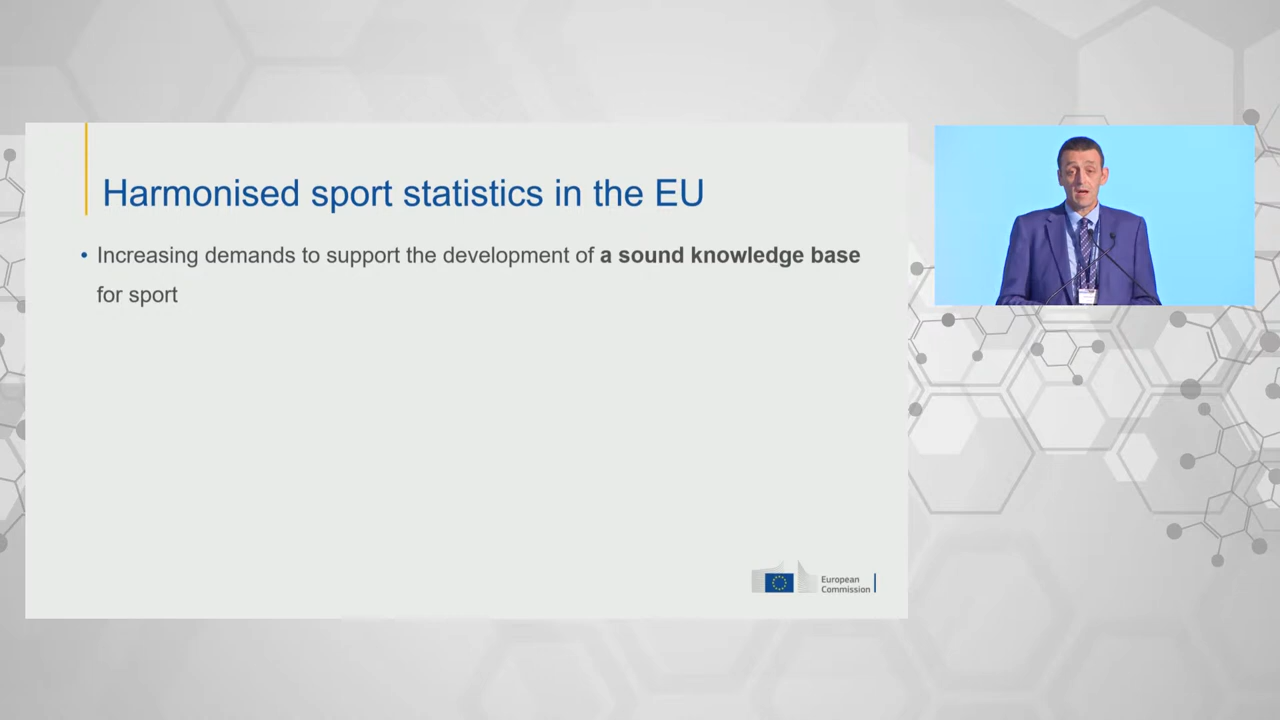 Harmonised sport statistics in the EU
• Increasing demands to support the development of a sound knowledge base
for sport
European
Commission